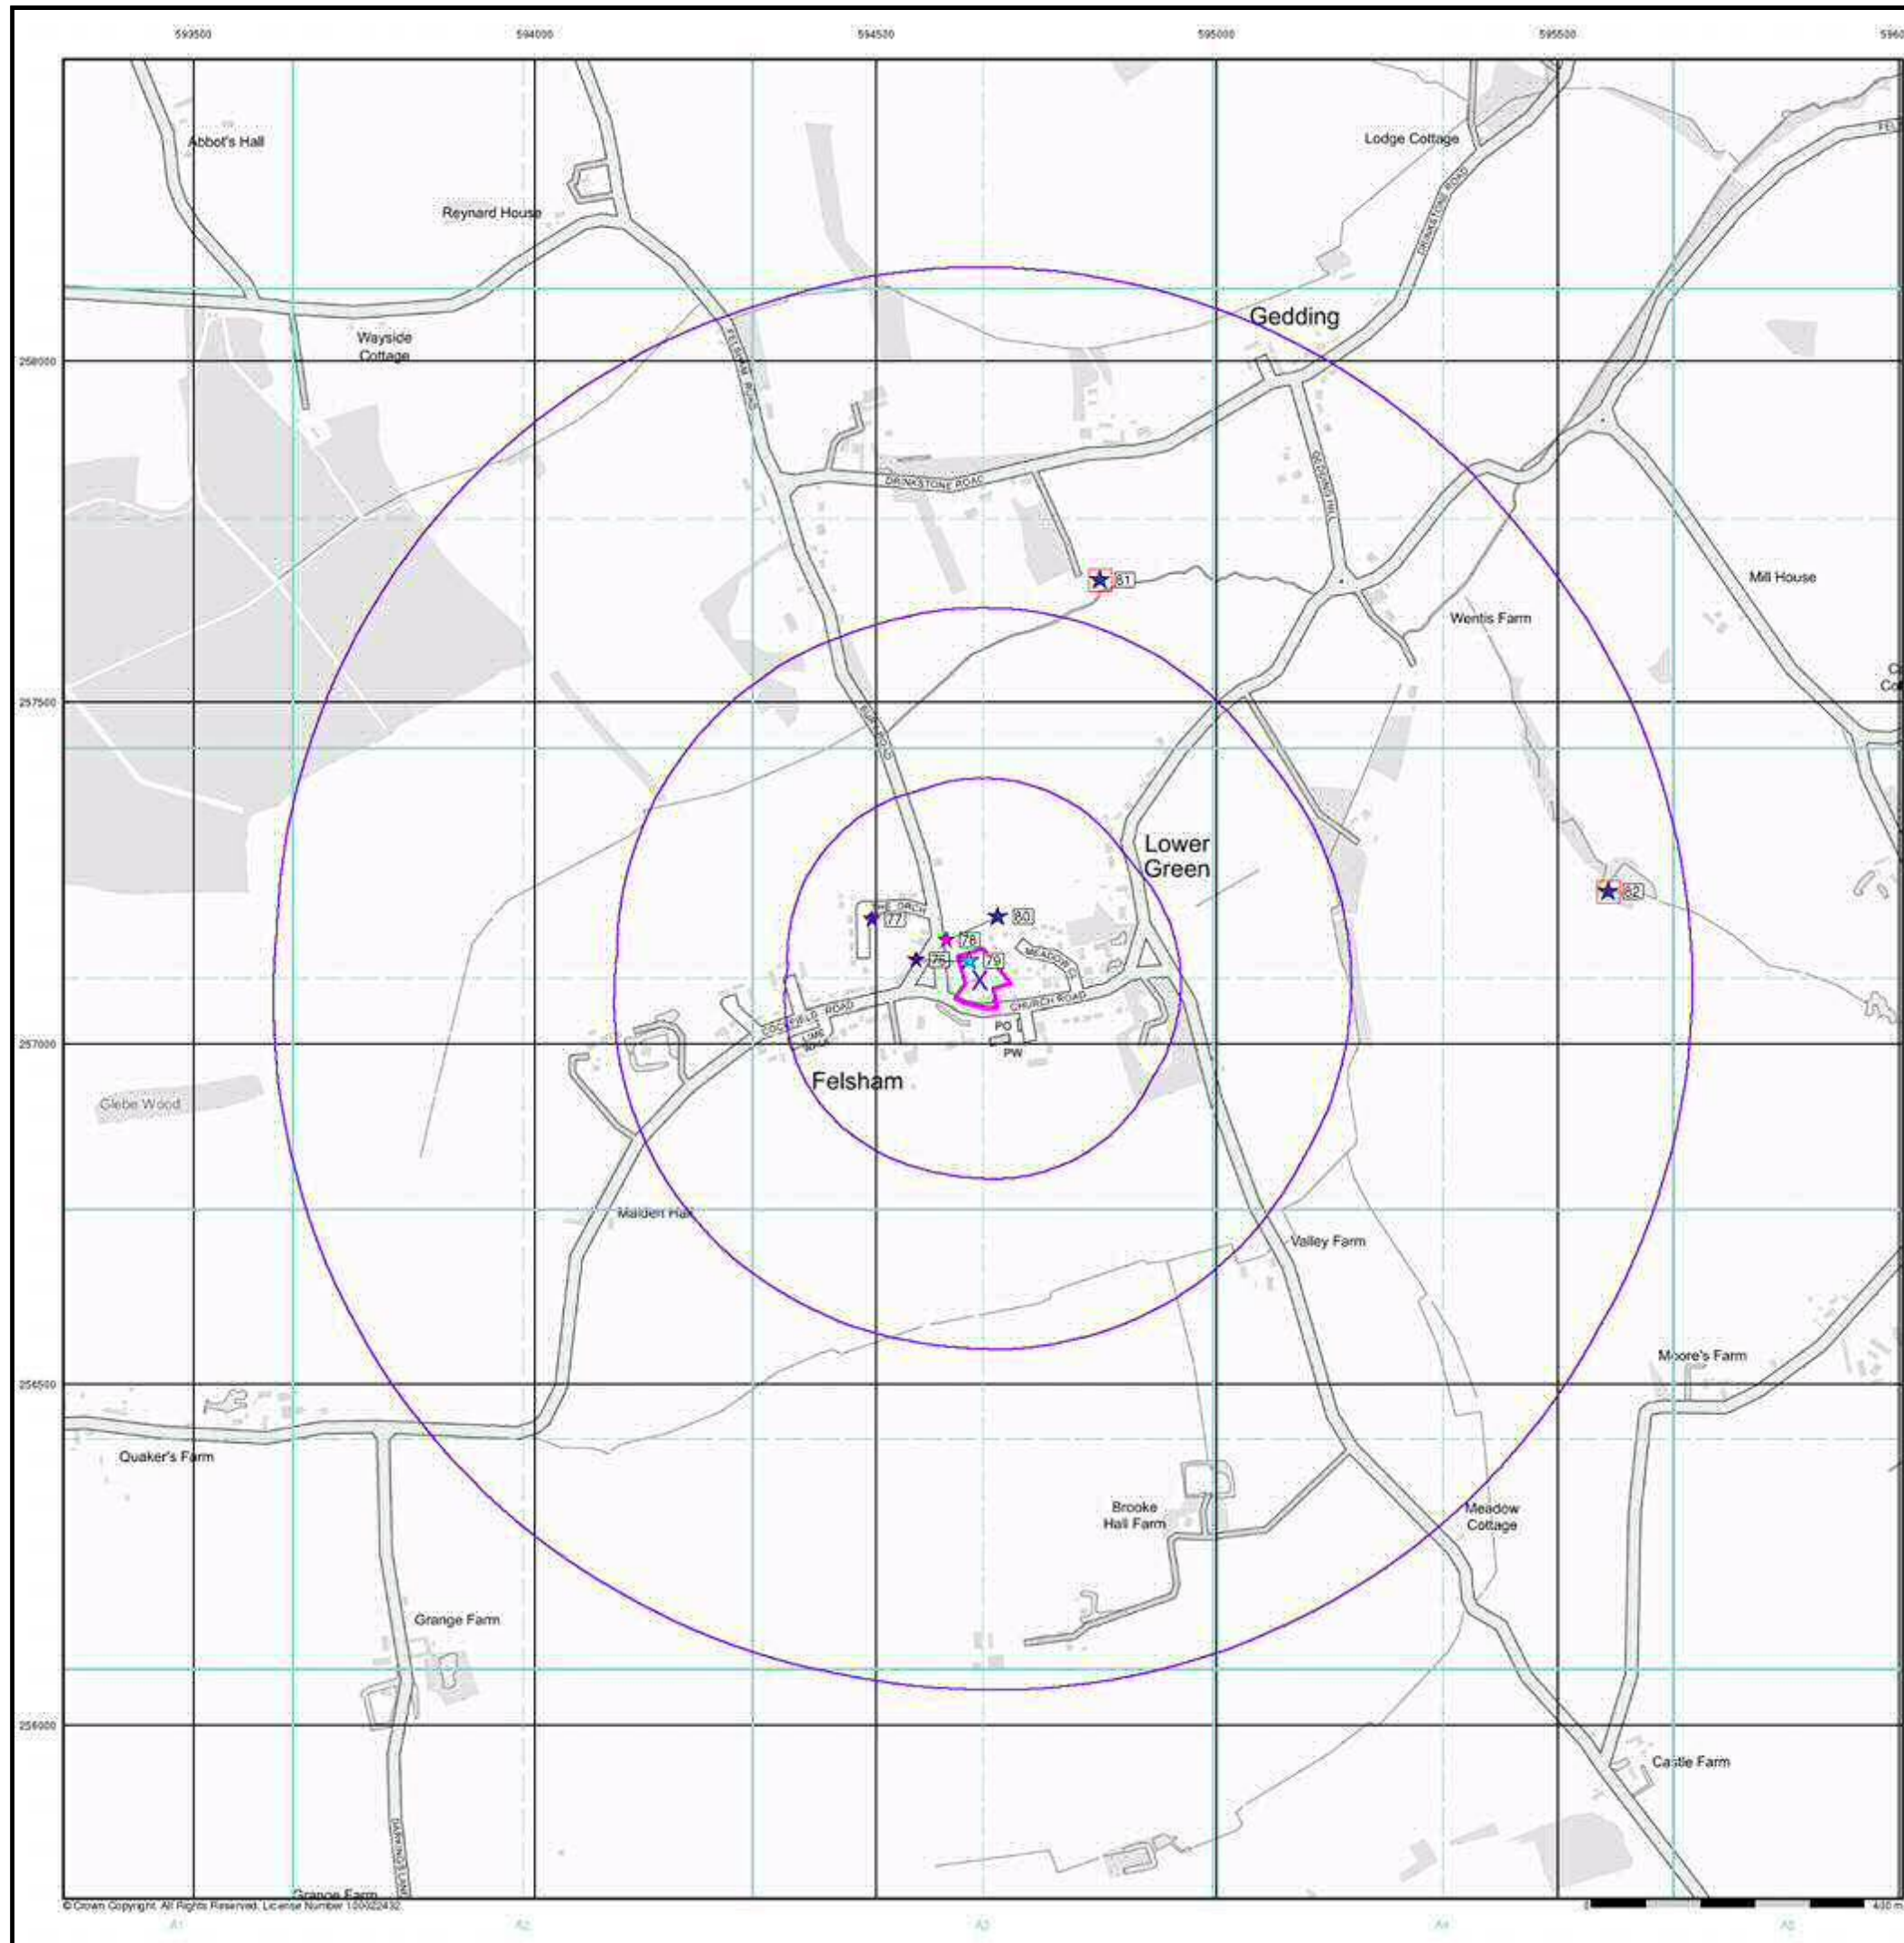 593500
594000
594500
595000
595500
Abbot's Hall
Lodge Cottage
Reynard House
DRINKSTONE ROAD
Gedding
Wayside
Cottage
258000
FELSHAM ROAD
DRINKSTONE ROAD
GEDDING HILL
81
Mill House
Wentis Farm
257500
BURY ROAD
Lower
Green
82
THE ORCH
77
80
78
79
MEADOW CL
CHURCH ROAD
COCKFIELD ROAD
LIME
PO
257000
PW
Felsham
Glebe Wood
Maiden Hall
Valley Farm
Moore's Farm
256500
Quaker's Farm
Brooke
Hall Farm
Meadow
Cottage
Grange Farm
256000
Castle Farm
Grange Farm
© Crown Copyright. All Rights Reserved. License Number 100022432.
0
400 m
A1
A2
A3
A4
A5